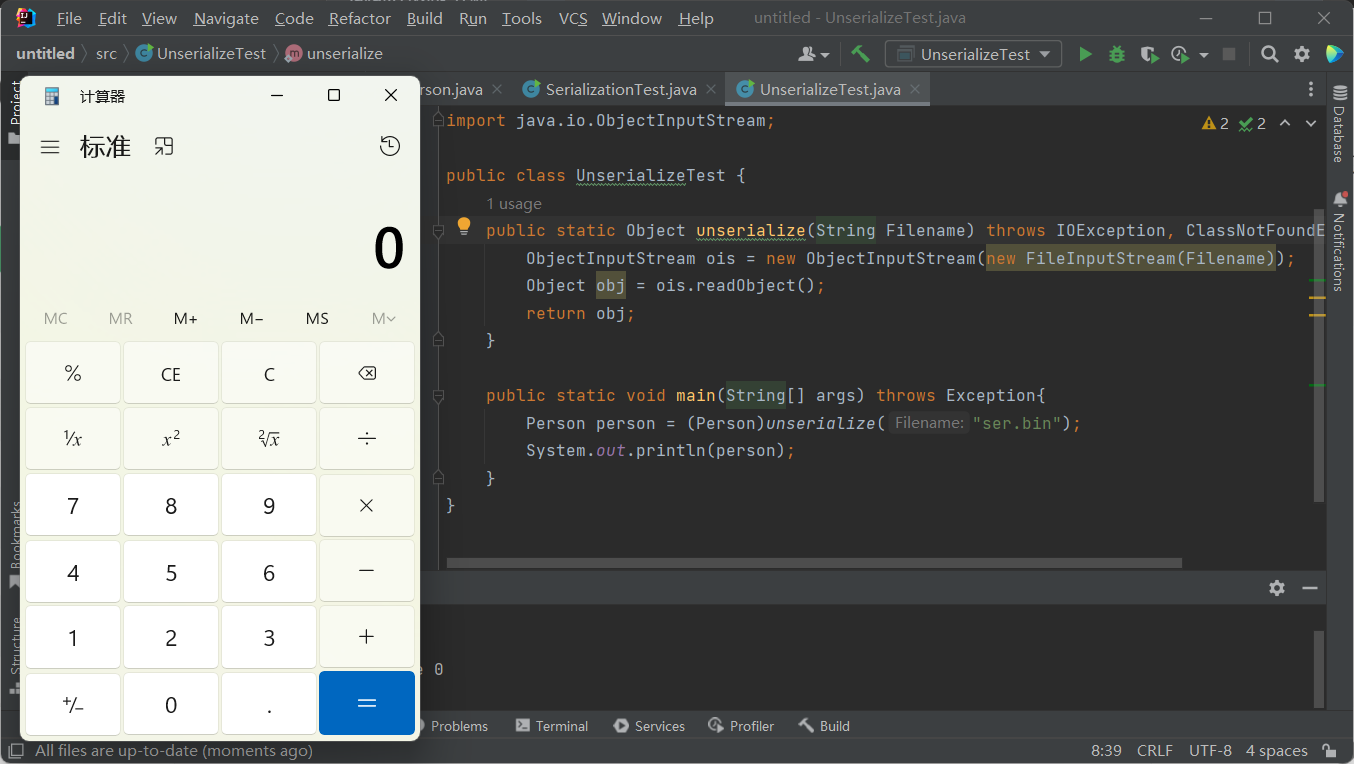 File Edit View Navigate Code Refactor Build Run Tools VCS Window Help untitled - UnserializeTest.java
untitled src UnserializeTest unserialize UnserializeTest
Project
计算器
标准
0
MC MR M+ M− MS M
% CE C
¹/x x² ²√x ÷
7 8 9 ×
4 5 6 −
1 2 3 +
+/− 0 . =
Bookmarks
Structure
rson.java SerializationTest.java UnserializeTest.java
2 2
import java.io.ObjectInputStream;
public class UnserializeTest {
1 usage
public static Object unserialize(String Filename) throws IOException, ClassNotFoundE
ObjectInputStream ois = new ObjectInputStream(new FileInputStream(Filename));
Object obj = ois.readObject();
return obj;
}
public static void main(String[] args) throws Exception{
Person person = (Person)unserialize( Filename: "ser.bin");
System.out.println(person);
}
}
Database
Notifications
0
Problems Terminal Services Profiler Build
All files are up-to-date (moments ago) 8:39 CRLF UTF-8 4 spaces